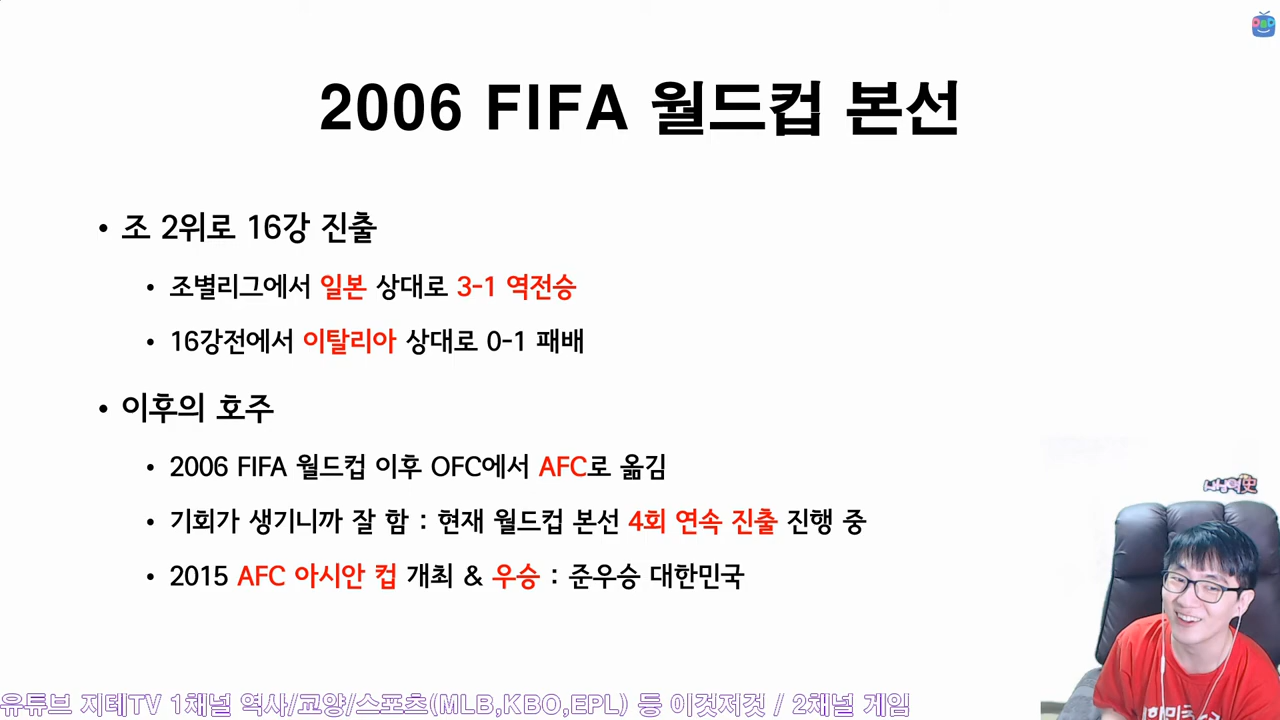 2006 FIFA 월드컵 본선
• 조 2위로 16강 진출
• 조별리그에서 일본 상대로 3-1 역전승
• 16강전에서 이탈리아 상대로 0-1 패배
• 이후의 호주
• 2006 FIFA 월드컵 이후 OFC에서 AFC로 옮김
• 기회가 생기니까 잘 함 : 현재 월드컵 본선 4회 연속 진출 진행 중
• 2015 AFC 아시안 컵 개최 & 우승 : 준우승 대한민국
유튜브 지테TV 1채널 역사/교양/스포츠(MLB,KBO,EPL) 등 이것저것 / 2채널 게임